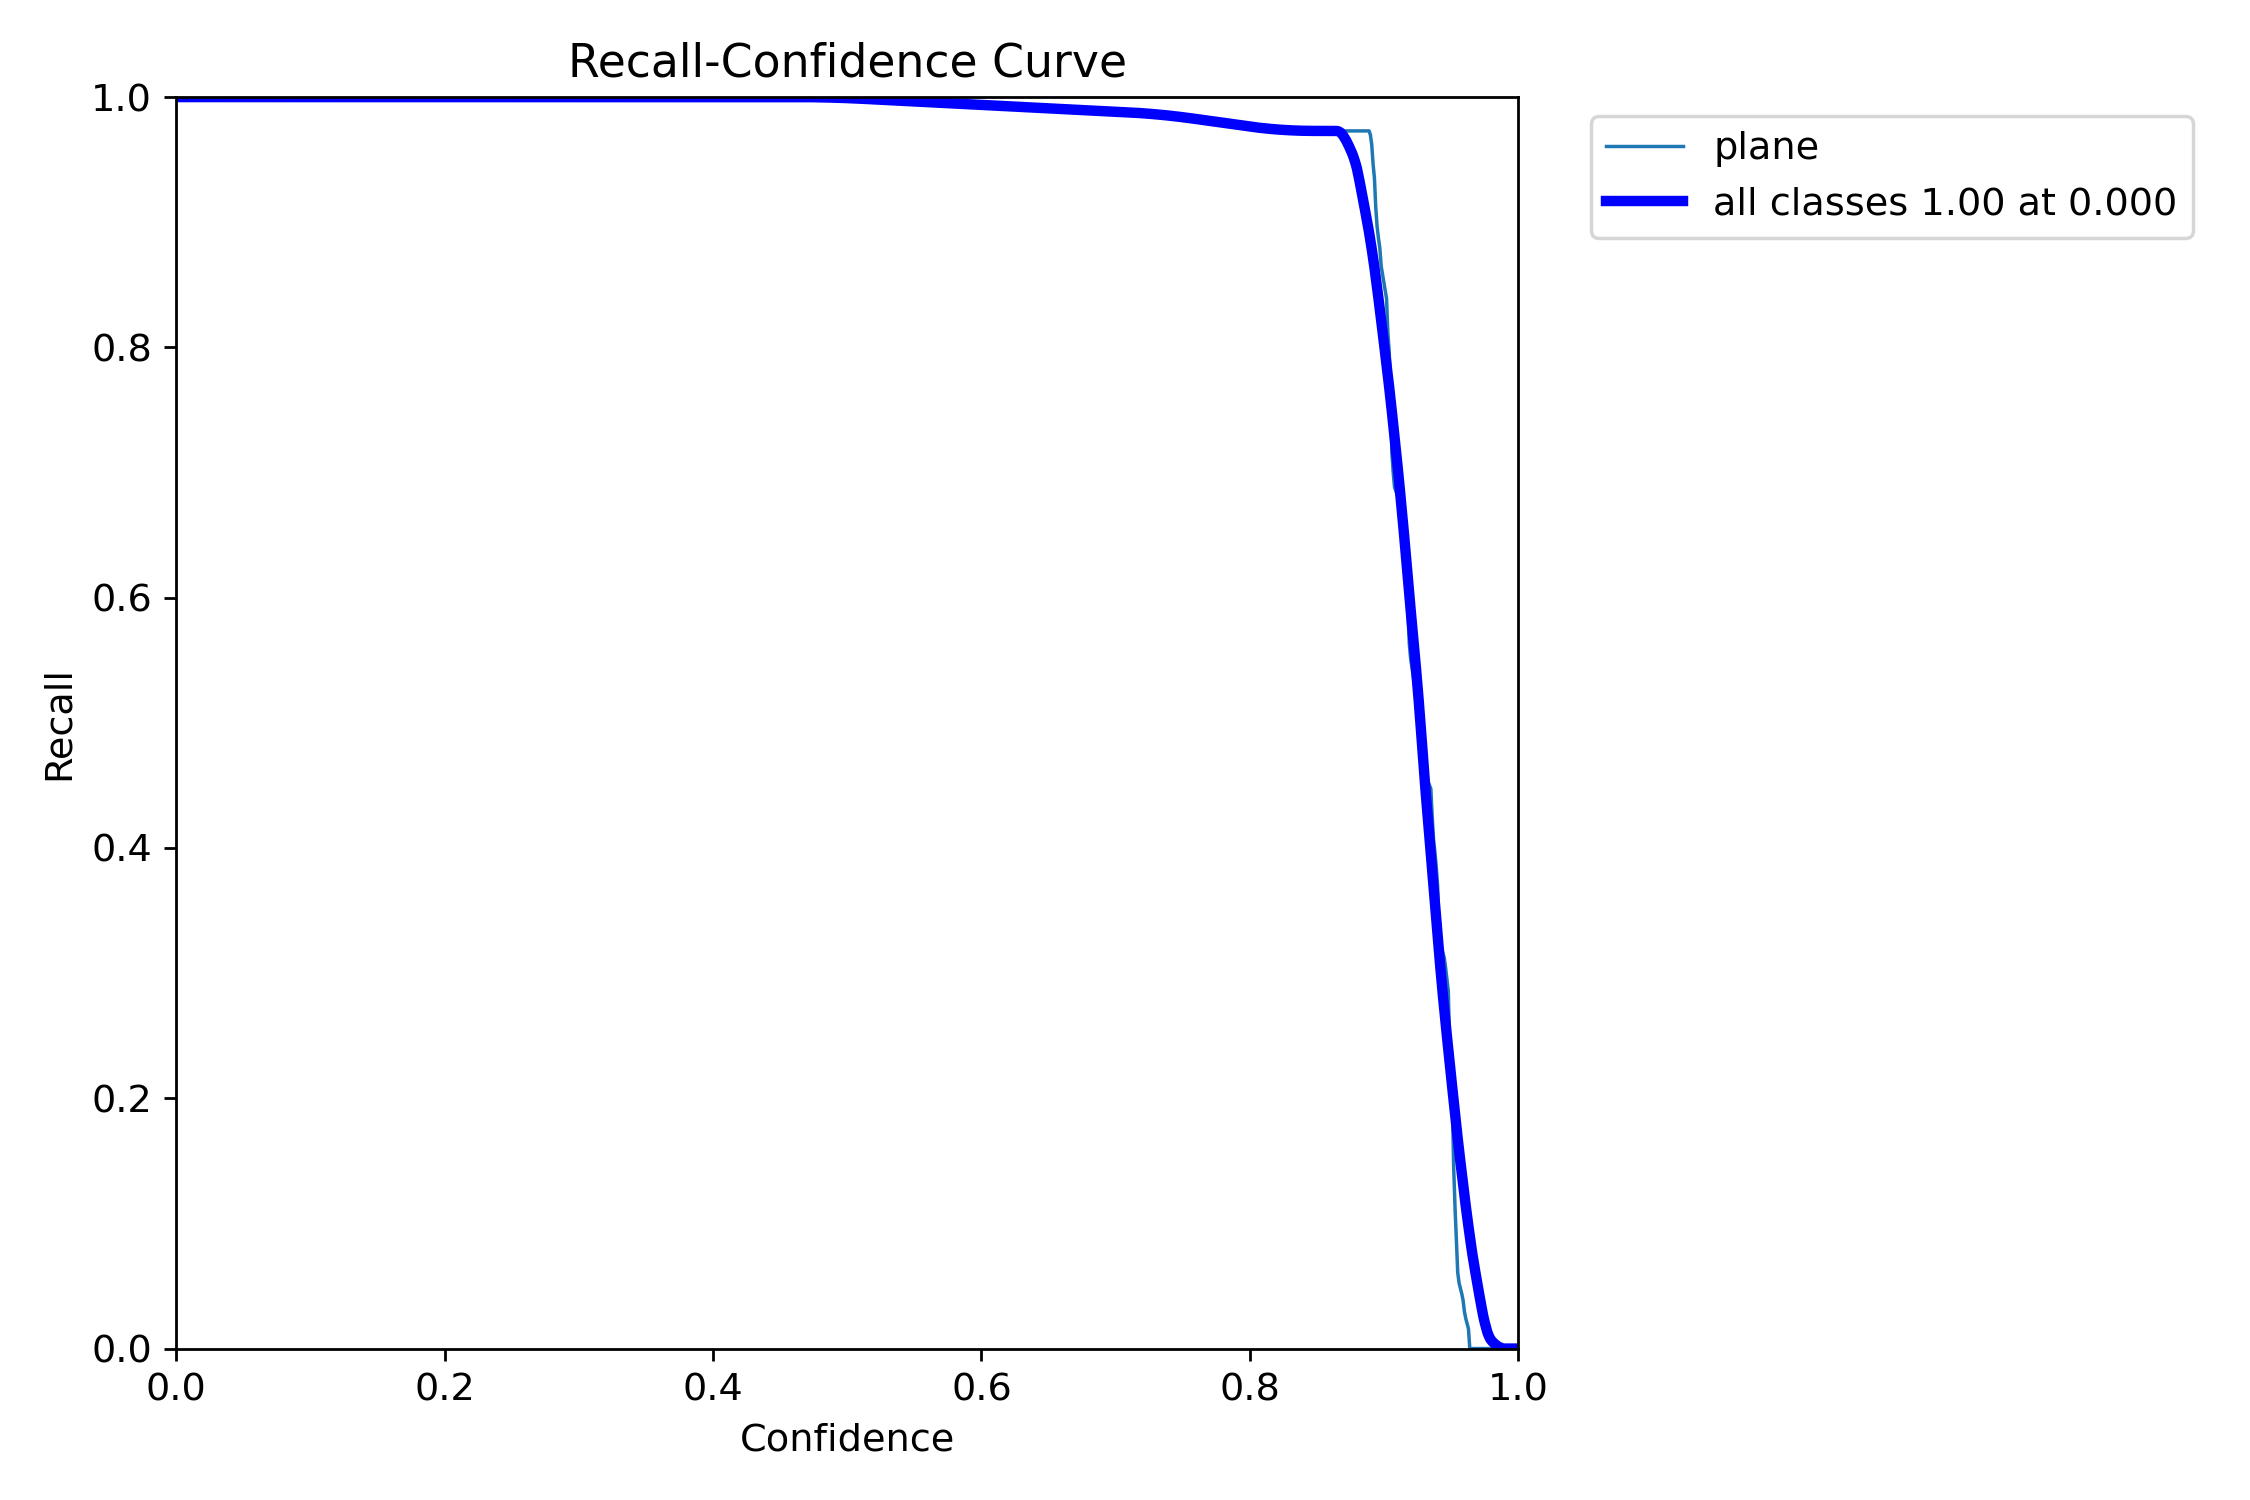 Recall-Confidence Curve
1.0
0.8
0.6
0.4
0.2
0.0
Recall
0.0 0.2 0.4 0.6 0.8 1.0
Confidence
plane
all classes 1.00 at 0.000